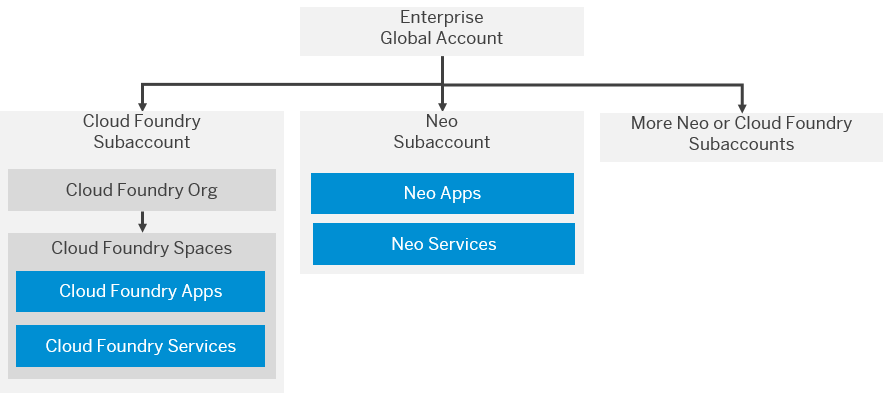 Enterprise
Global Account
Cloud Foundry
Subaccount
Cloud Foundry Org
Cloud Foundry Spaces
Cloud Foundry Apps
Cloud Foundry Services
Neo
Subaccount
Neo Apps
Neo Services
More Neo or Cloud Foundry
Subaccounts